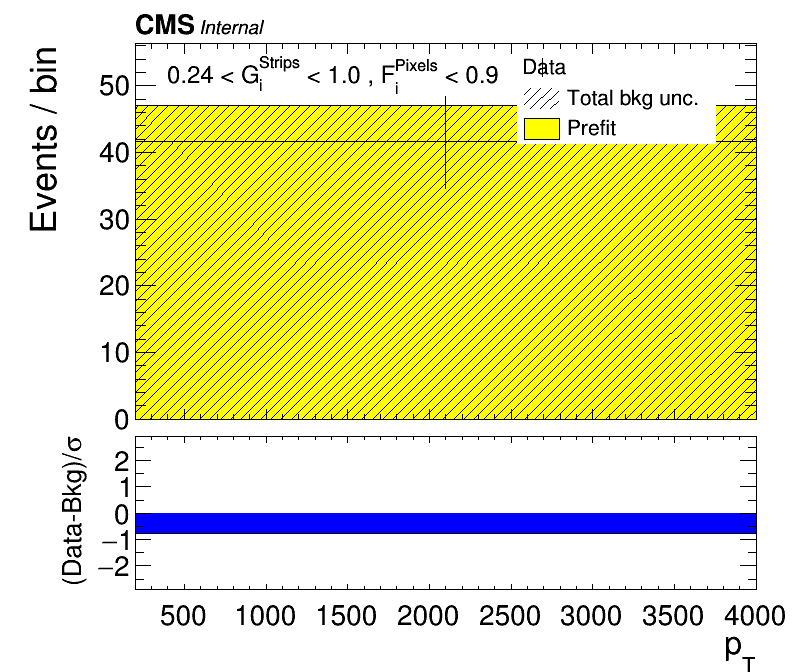 CMS Internal
0.24 < G_i^Strips < 1.0 , F_i^Pixels < 0.9
Data
Total bkg unc.
Prefit
Events / bin
50
40
30
20
10
0
(Data-Bkg)/σ
2
1
0
−1
−2
500 1000 1500 2000 2500 3000 3500 4000
p_T